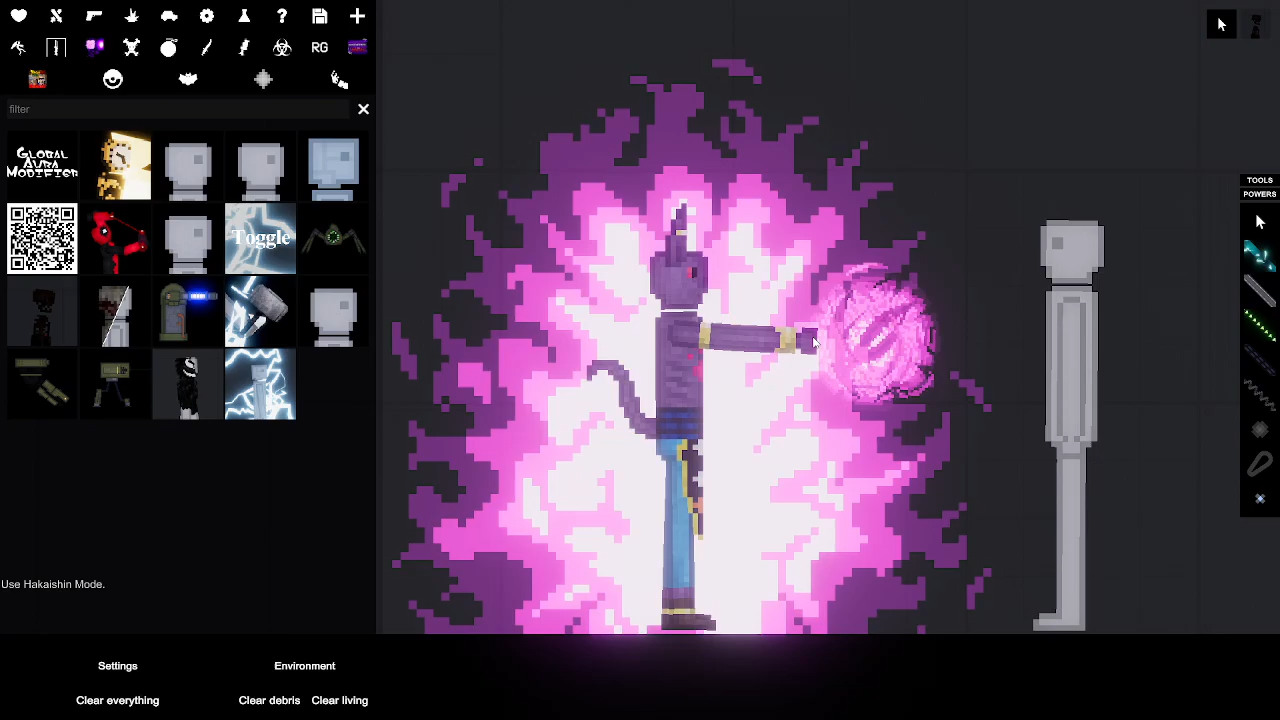 RG
filter
GLOBAL
AURA
MODIFIER
Toggle
TOOLS
POWERS
Use Hakaishin Mode.
Settings
Environment
Clear everything
Clear debris
Clear living